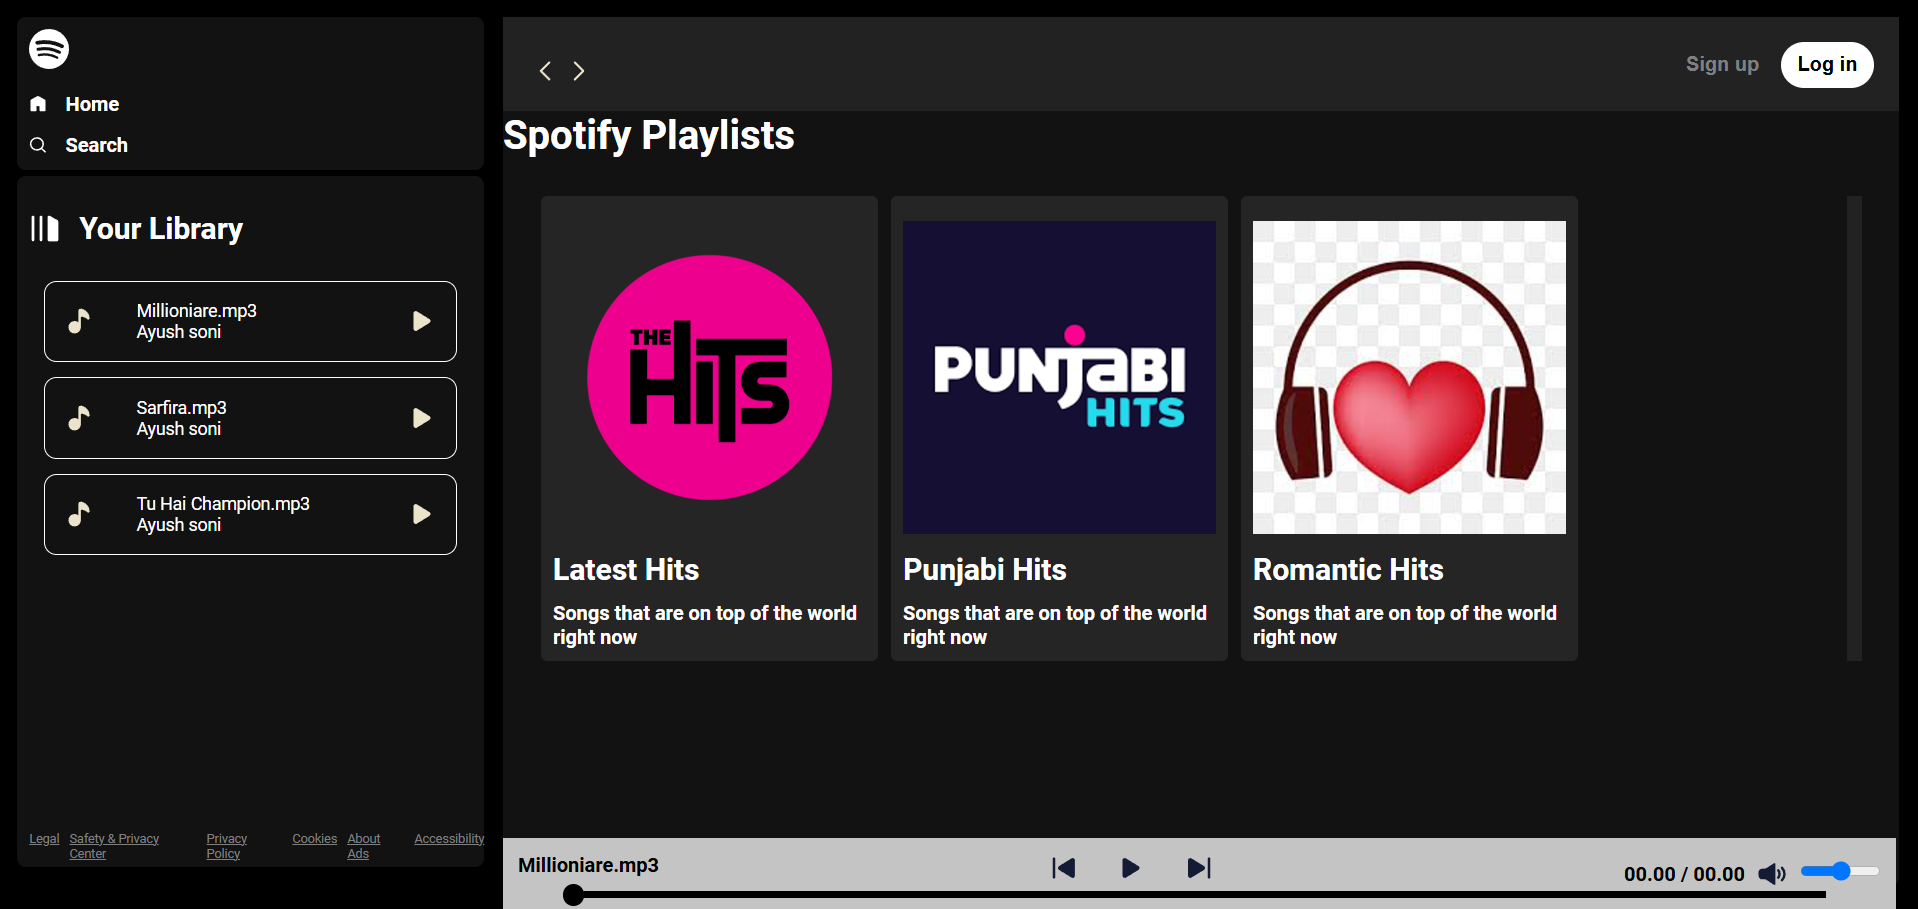 Home
Search
Your Library
Millioniare.mp3
Ayush soni
Sarfira.mp3
Ayush soni
Tu Hai Champion.mp3
Ayush soni
Legal
Safety & Privacy
Center
Privacy
Policy
Cookies
About
Ads
Accessibility
Sign up
Log in
Spotify Playlists
THE
HITS
Latest Hits
Songs that are on top of the world
right now
PUNJABI
HITS
Punjabi Hits
Songs that are on top of the world
right now
Romantic Hits
Songs that are on top of the world
right now
Millioniare.mp3
00.00 / 00.00